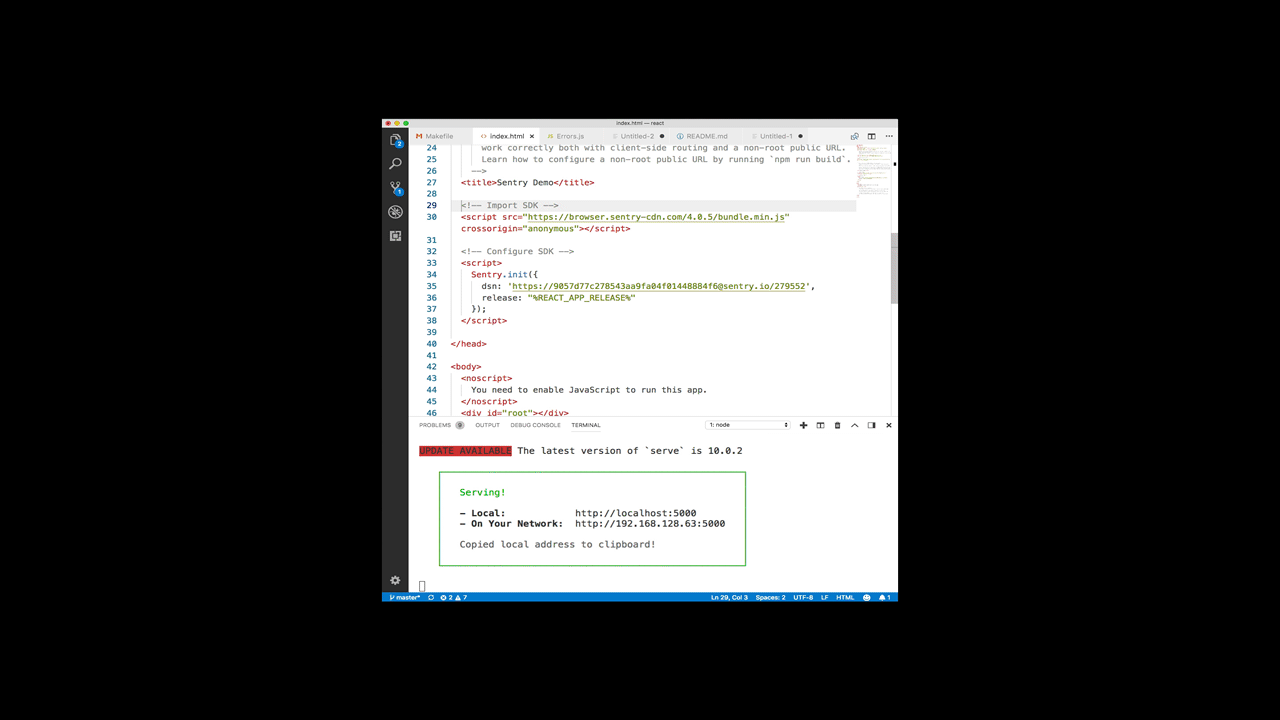 index.html — react
Makefile
index.html
Errors.js
Untitled-2
README.md
Untitled-1
24 work correctly both with client-side routing and a non-root public URL.
25 Learn how to configure a non-root public URL by running `npm run build`.
26 -->
27 <title>Sentry Demo</title>
28
29 <!-- Import SDK -->
30 <script src="https://browser.sentry-cdn.com/4.0.5/bundle.min.js"
crossorigin="anonymous"></script>
31
32 <!-- Configure SDK -->
33 <script>
34 Sentry.init({
35 dsn: 'https://9057d77c278543aa9fa04f01448884f6@sentry.io/279552',
36 release: "%REACT_APP_RELEASE%"
37 });
38 </script>
39
40 </head>
41
42 <body>
43 <noscript>
44 You need to enable JavaScript to run this app.
45 </noscript>
46 <div id="root"></div>
PROBLEMS 9 OUTPUT DEBUG CONSOLE TERMINAL 1: node
UPDATE AVAILABLE The latest version of `serve` is 10.0.2
Serving!
- Local: http://localhost:5000
- On Your Network: http://192.168.128.63:5000
Copied local address to clipboard!
master* 2 7 Ln 29, Col 3 Spaces: 2 UTF-8 LF HTML 1